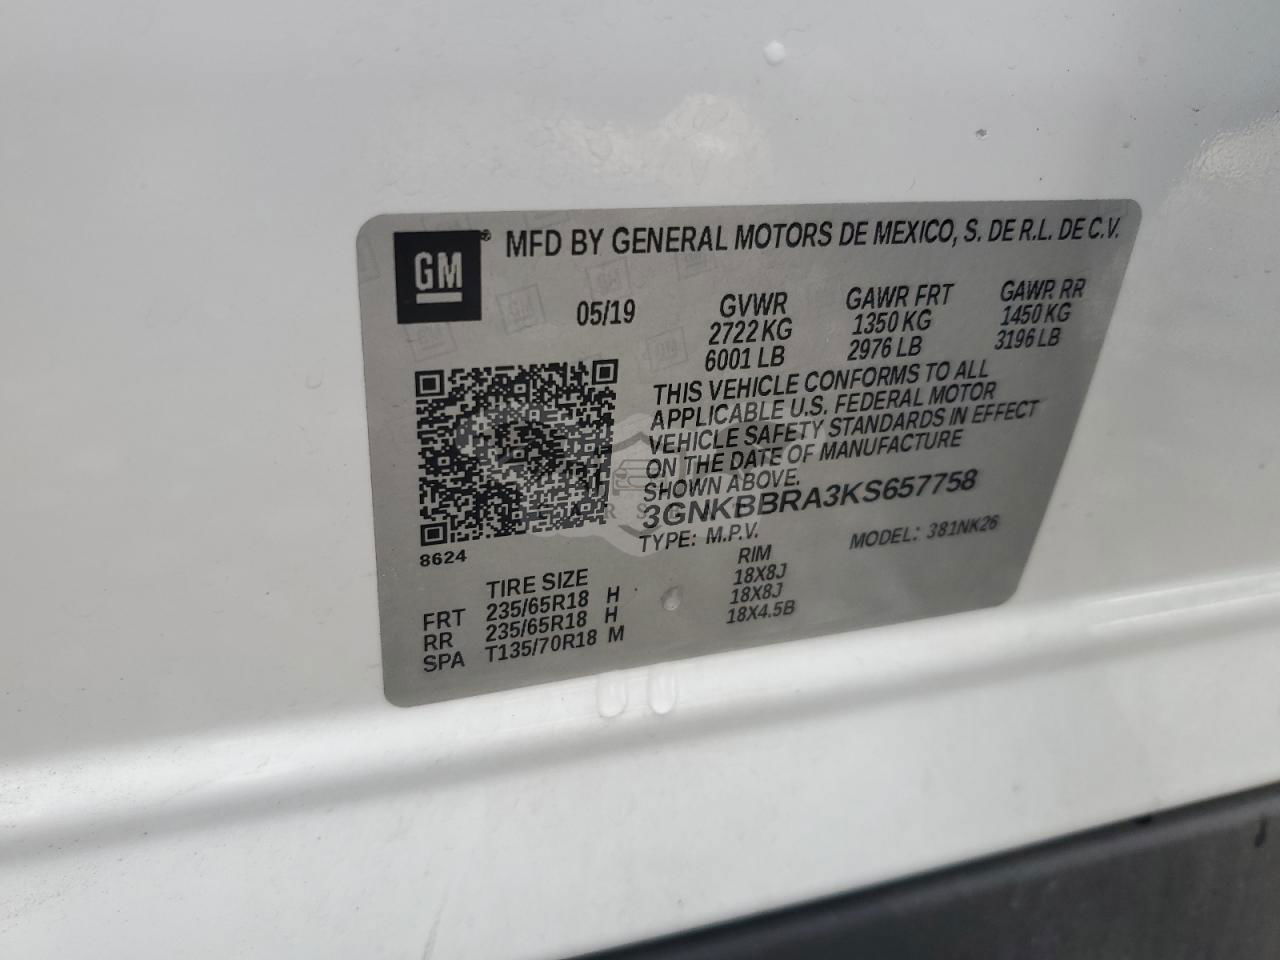 GM® MFD BY GENERAL MOTORS DE MEXICO, S. DE R.L. DE C.V.
05/19 GVWR GAWR FRT GAWR RR
2722 KG 1350 KG 1450 KG
6001 LB 2976 LB 3196 LB
THIS VEHICLE CONFORMS TO ALL
APPLICABLE U.S. FEDERAL MOTOR
VEHICLE SAFETY STANDARDS IN EFFECT
ON THE DATE OF MANUFACTURE
SHOWN ABOVE.
3GNKBBRA3KS657758
8624 TYPE: M.P.V. MODEL: 381NK26
TIRE SIZE RIM
FRT 235/65R18 H 18X8J
RR 235/65R18 H 18X8J
SPA T135/70R18 M 18X4.5B